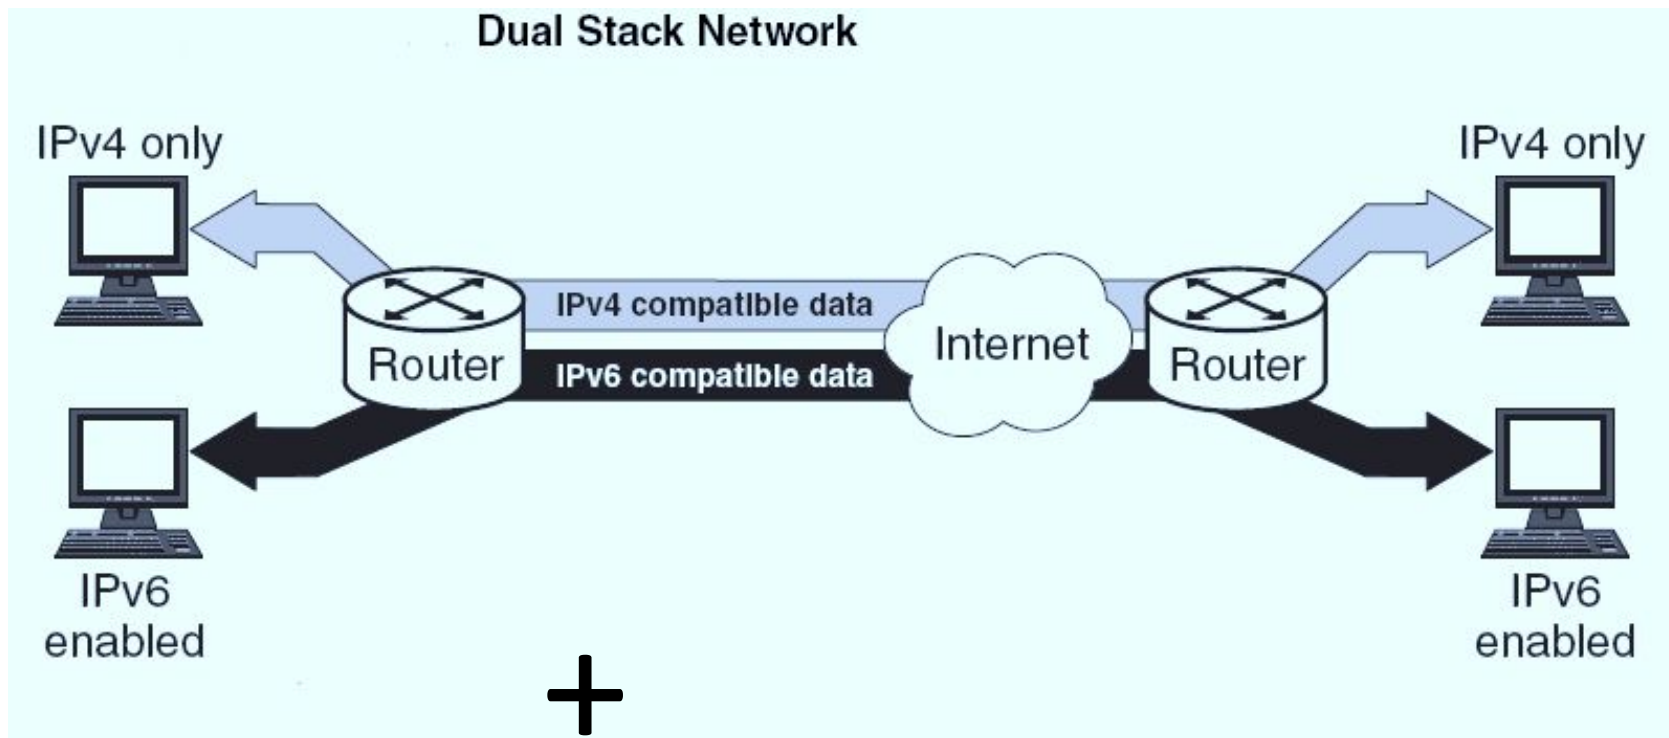 Dual Stack Network
IPv4 only
IPv4 only
IPv4 compatible data
Internet
Router
Router
IPv6 compatible data
IPv6
enabled
IPv6
enabled
+